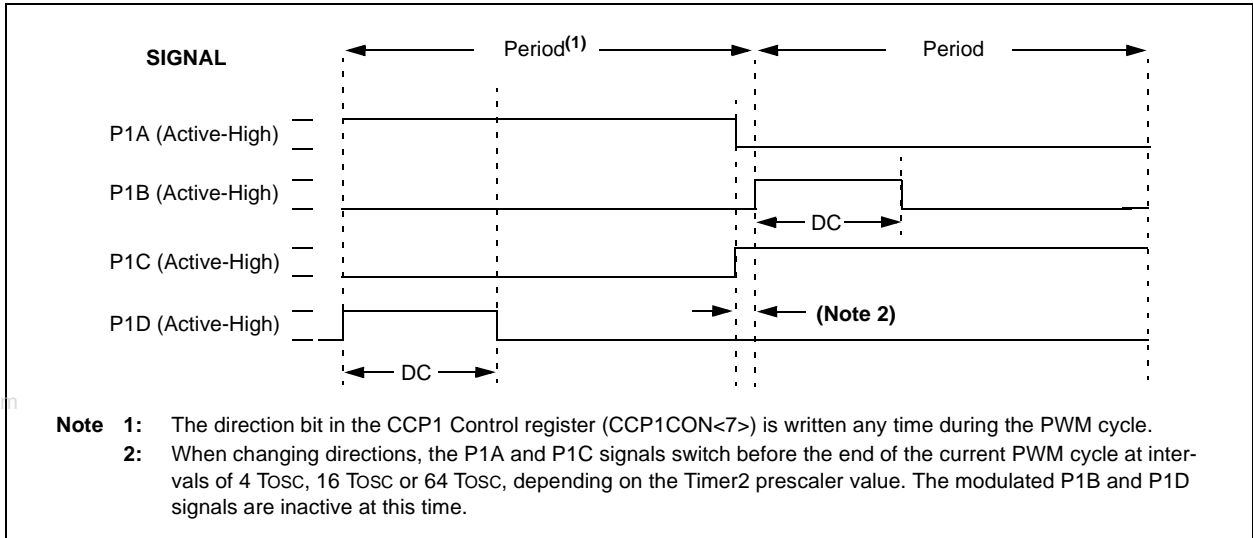 SIGNAL
Period(1)
Period
P1A (Active-High)
P1B (Active-High)
DC
P1C (Active-High)
P1D (Active-High)
(Note 2)
DC
m
Note 1: The direction bit in the CCP1 Control register (CCP1CON<7>) is written any time during the PWM cycle.
2: When changing directions, the P1A and P1C signals switch before the end of the current PWM cycle at inter-
vals of 4 TOSC, 16 TOSC or 64 TOSC, depending on the Timer2 prescaler value. The modulated P1B and P1D
signals are inactive at this time.